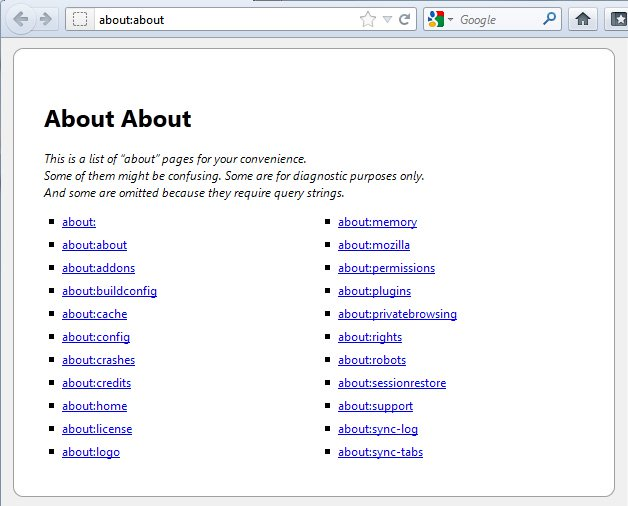 about:about
Google
About About
This is a list of "about" pages for your convenience.
Some of them might be confusing. Some are for diagnostic purposes only.
And some are omitted because they require query strings.
about:
about:about
about:addons
about:buildconfig
about:cache
about:config
about:crashes
about:credits
about:home
about:license
about:logo
about:memory
about:mozilla
about:permissions
about:plugins
about:privatebrowsing
about:rights
about:robots
about:sessionrestore
about:support
about:sync-log
about:sync-tabs